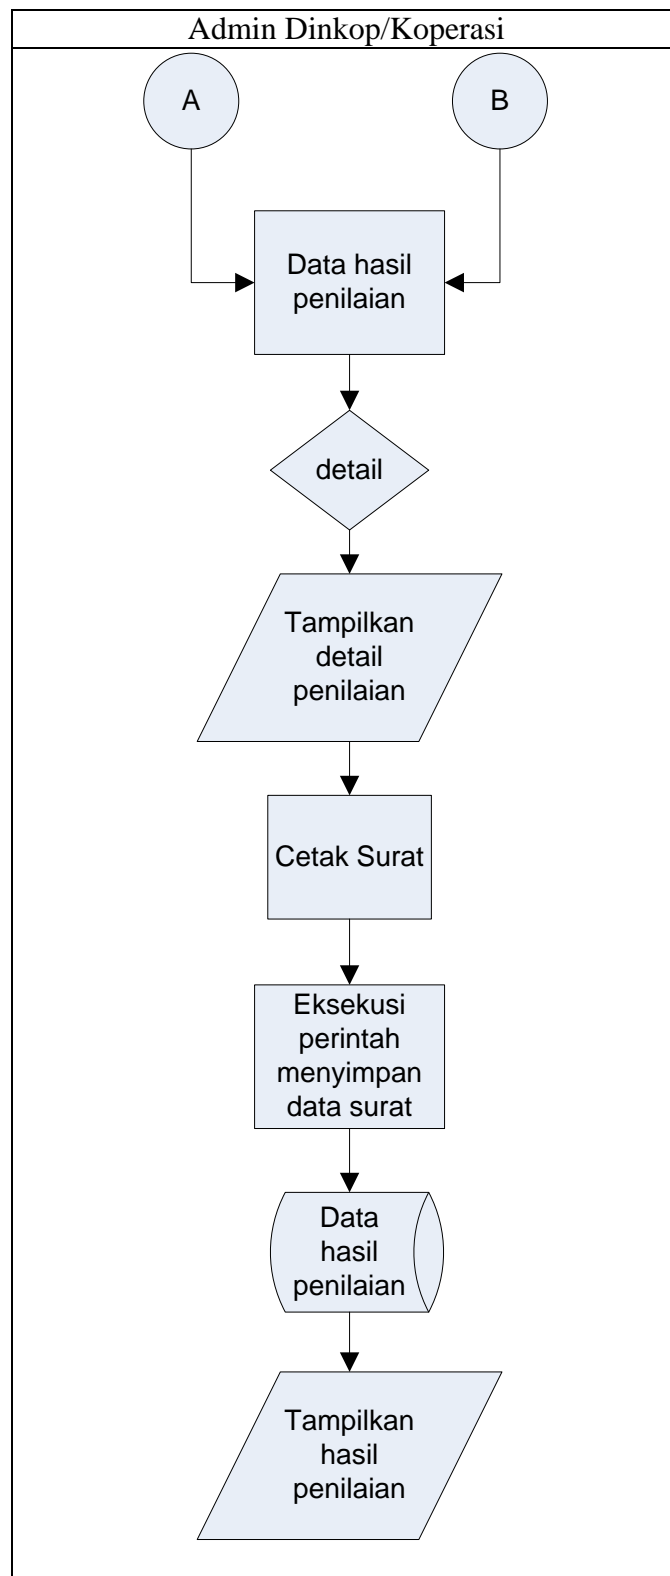 Admin Dinkop/Koperasi
A
B
Data hasil
penilaian
detail
Tampilkan
detail
penilaian
Cetak Surat
Eksekusi
perintah
menyimpan
data surat
Data
hasil
penilaian
Tampilkan
hasil
penilaian